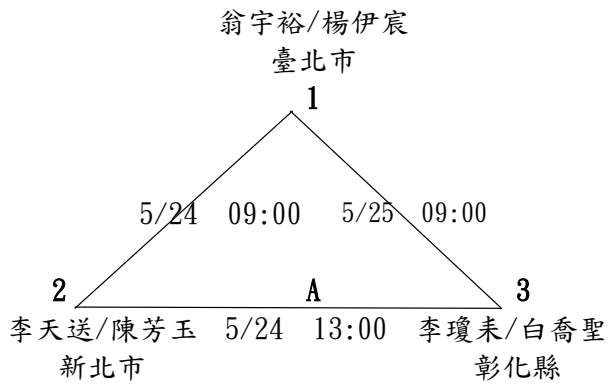 翁宇裕/楊伊宸
臺北市
1
5/24 09:00 5/25 09:00
2 A 3
李天送/陳芳玉 5/24 13:00 李瓊耒/白喬聖
新北市 彰化縣